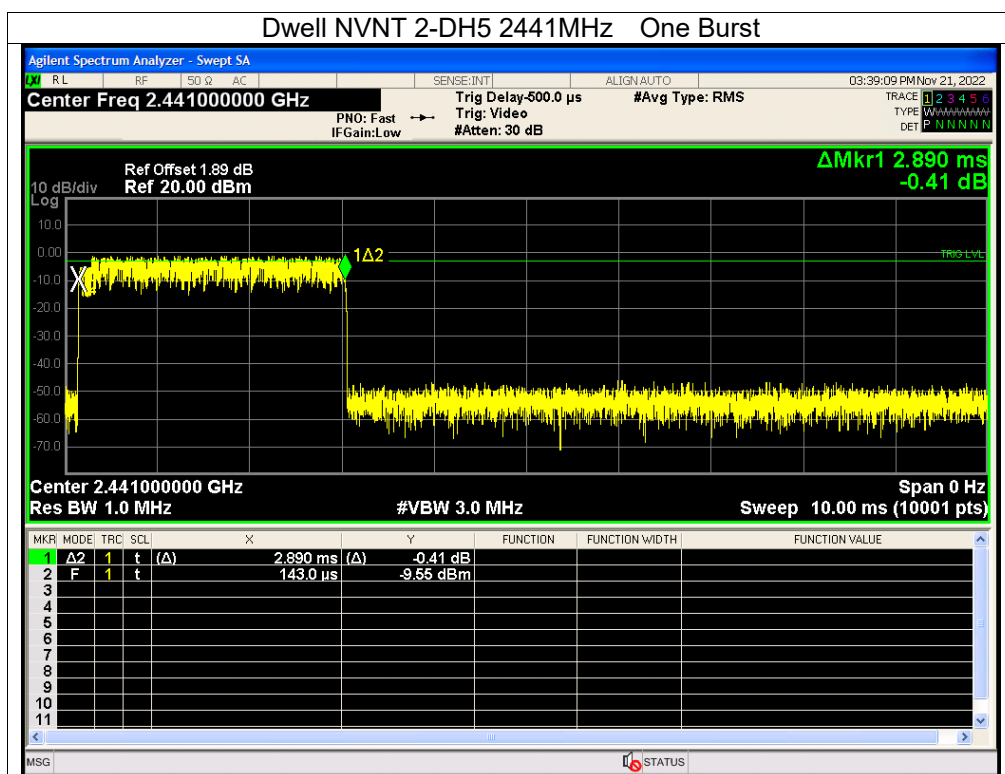 Dwell NVNT 2-DH5 2441MHz One Burst
Agilent Spectrum Analyzer - Swept SA
LXI RL RF 50 Ω AC SENSE:INT ALIGN AUTO 03:39:09 PM Nov 21, 2022
Center Freq 2.441000000 GHz Trig Delay-500.0 µs #Avg Type: RMS TRACE 1 2 3 4 5 6
PNO: Fast Trig: Video TYPE WWWWWW
IFGain:Low #Atten: 30 dB DET P N N N N N
ΔMkr1 2.890 ms
-0.41 dB
Ref Offset 1.89 dB
10 dB/div Ref 20.00 dBm
Log
10.0
0.00
1Δ2
TRIG LVL
-10.0
-20.0
-30.0
-40.0
-50.0
-60.0
-70.0
Center 2.441000000 GHz Span 0 Hz
Res BW 1.0 MHz #VBW 3.0 MHz Sweep 10.00 ms (10001 pts)
MKR MODE TRC SCL X Y FUNCTION FUNCTION WIDTH FUNCTION VALUE
1 Δ2 1 t (Δ) 2.890 ms (Δ) -0.41 dB
2 F 1 t 143.0 µs -9.55 dBm
3
4
5
6
7
8
9
10
11
MSG STATUS